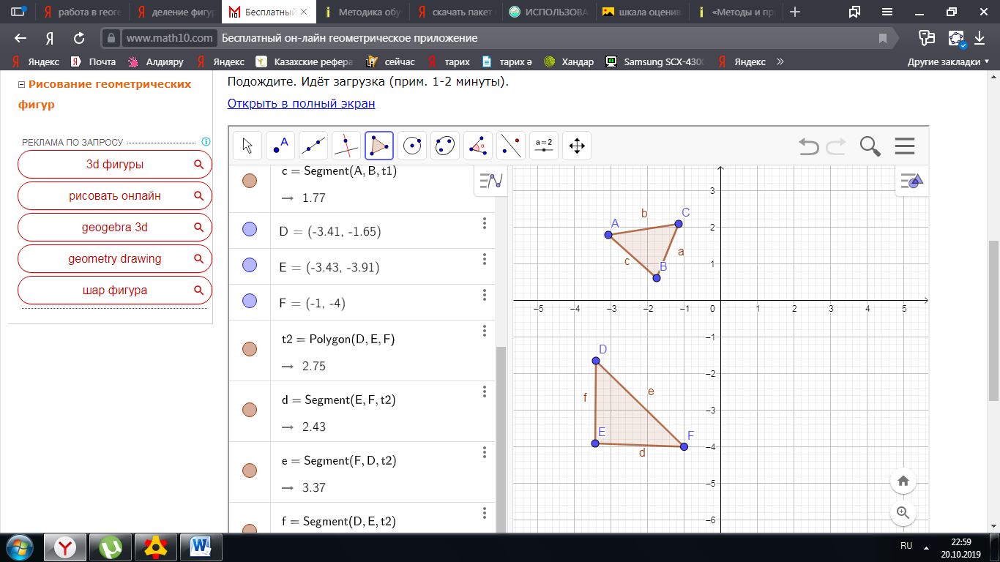 работа в геоге
деление фигур
Бесплатный
Методика обу
скачать пакет
ИСПОЛЬЗОВА
шкала оценив
«Методы и пр
www.math10.com Бесплатный он-лайн геометрическое приложение
Яндекс Почта Алдияру Яндекс Казахские рефера сейчас тарих тарих ә Хандар Samsung SCX-430 Яндекс » Другие закладки
Рисование геометрических
фигур
РЕКЛАМА ПО ЗАПРОСУ
3d фигуры
рисовать онлайн
geogebra 3d
geometry drawing
шар фигура
Подождите. Идёт загрузка (прим. 1-2 минуты).
Открыть в полный экран
A
α
a=2
c = Segment(A, B, t1)
→ 1.77
D = (-3.41, -1.65)
E = (-3.43, -3.91)
F = (-1, -4)
t2 = Polygon(D, E, F)
→ 2.75
d = Segment(E, F, t2)
→ 2.43
e = Segment(F, D, t2)
→ 3.37
f = Segment(D, E, t2)
3
2
1
–5 –4 –3 –2 –1 0 1 2 3 4 5
–1
–2
–3
–4
–5
–6
A
b
C
c
B
a
D
f
e
E
d
F
RU
22:59
20.10.2019